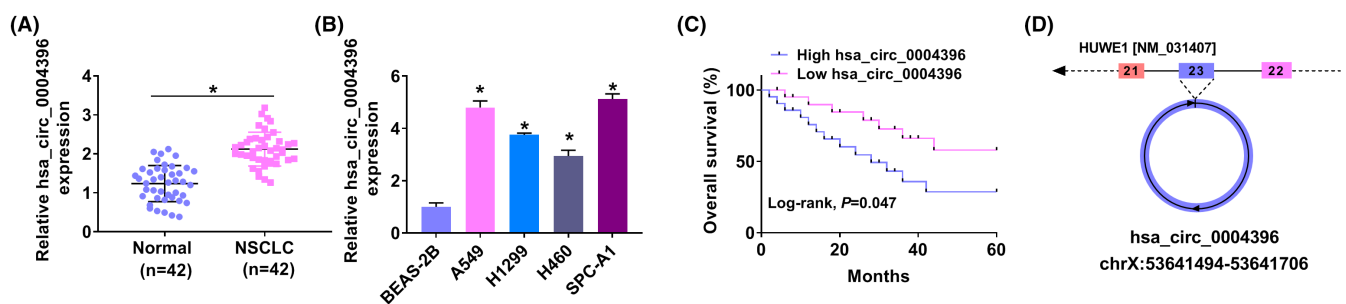 (A)
Relative hsa_circ_0004396
expression
4
3
2
1
0
*
Normal
(n=42)
NSCLC
(n=42)
(B)
Relative hsa_circ_0004396
expression
6
4
2
0
*
*
*
*
BEAS-2B
A549
H1299
H460
SPC-A1
(C)
High hsa_circ_0004396
Low hsa_circ_0004396
Overall survival (%)
100
50
0
Log-rank, P=0.047
0
20
40
60
Months
(D)
HUWE1 [NM_031407]
21
23
22
hsa_circ_0004396
chrX:53641494-53641706